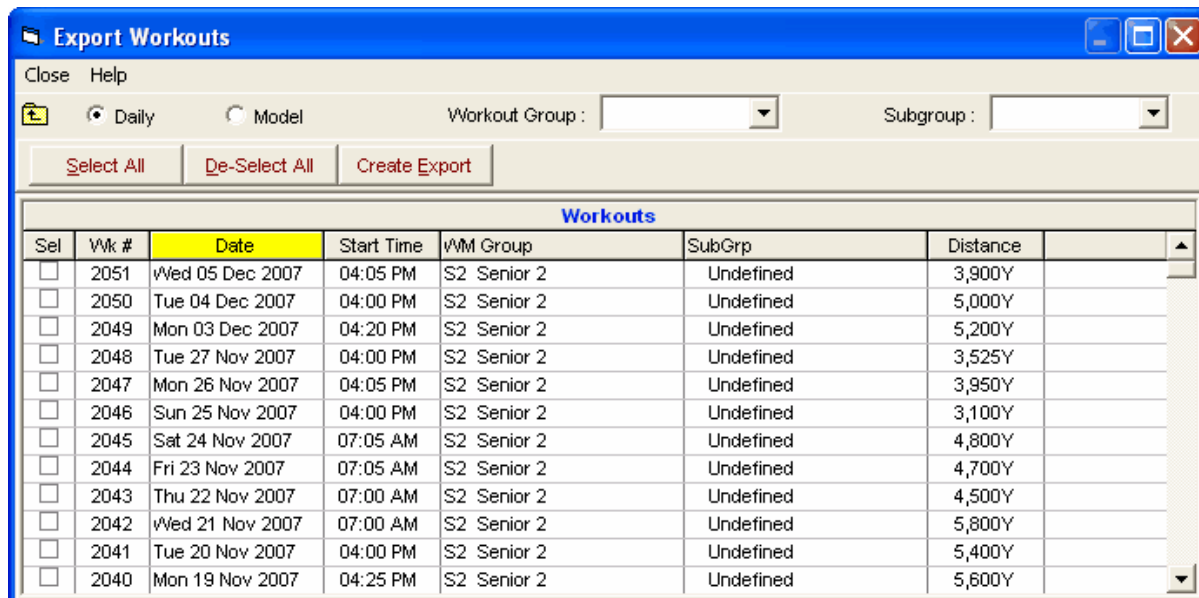 Export Workouts
Close Help
Daily Model Workout Group : Subgroup :
Select All De-Select All Create Export
Workouts
Sel Wk # Date Start Time WM Group SubGrp Distance
2051 Wed 05 Dec 2007 04:05 PM S2 Senior 2 Undefined 3,900Y
2050 Tue 04 Dec 2007 04:00 PM S2 Senior 2 Undefined 5,000Y
2049 Mon 03 Dec 2007 04:20 PM S2 Senior 2 Undefined 5,200Y
2048 Tue 27 Nov 2007 04:00 PM S2 Senior 2 Undefined 3,525Y
2047 Mon 26 Nov 2007 04:05 PM S2 Senior 2 Undefined 3,950Y
2046 Sun 25 Nov 2007 04:00 PM S2 Senior 2 Undefined 3,100Y
2045 Sat 24 Nov 2007 07:05 AM S2 Senior 2 Undefined 4,800Y
2044 Fri 23 Nov 2007 07:05 AM S2 Senior 2 Undefined 4,700Y
2043 Thu 22 Nov 2007 07:00 AM S2 Senior 2 Undefined 4,500Y
2042 Wed 21 Nov 2007 07:00 AM S2 Senior 2 Undefined 5,800Y
2041 Tue 20 Nov 2007 04:00 PM S2 Senior 2 Undefined 5,400Y
2040 Mon 19 Nov 2007 04:25 PM S2 Senior 2 Undefined 5,600Y